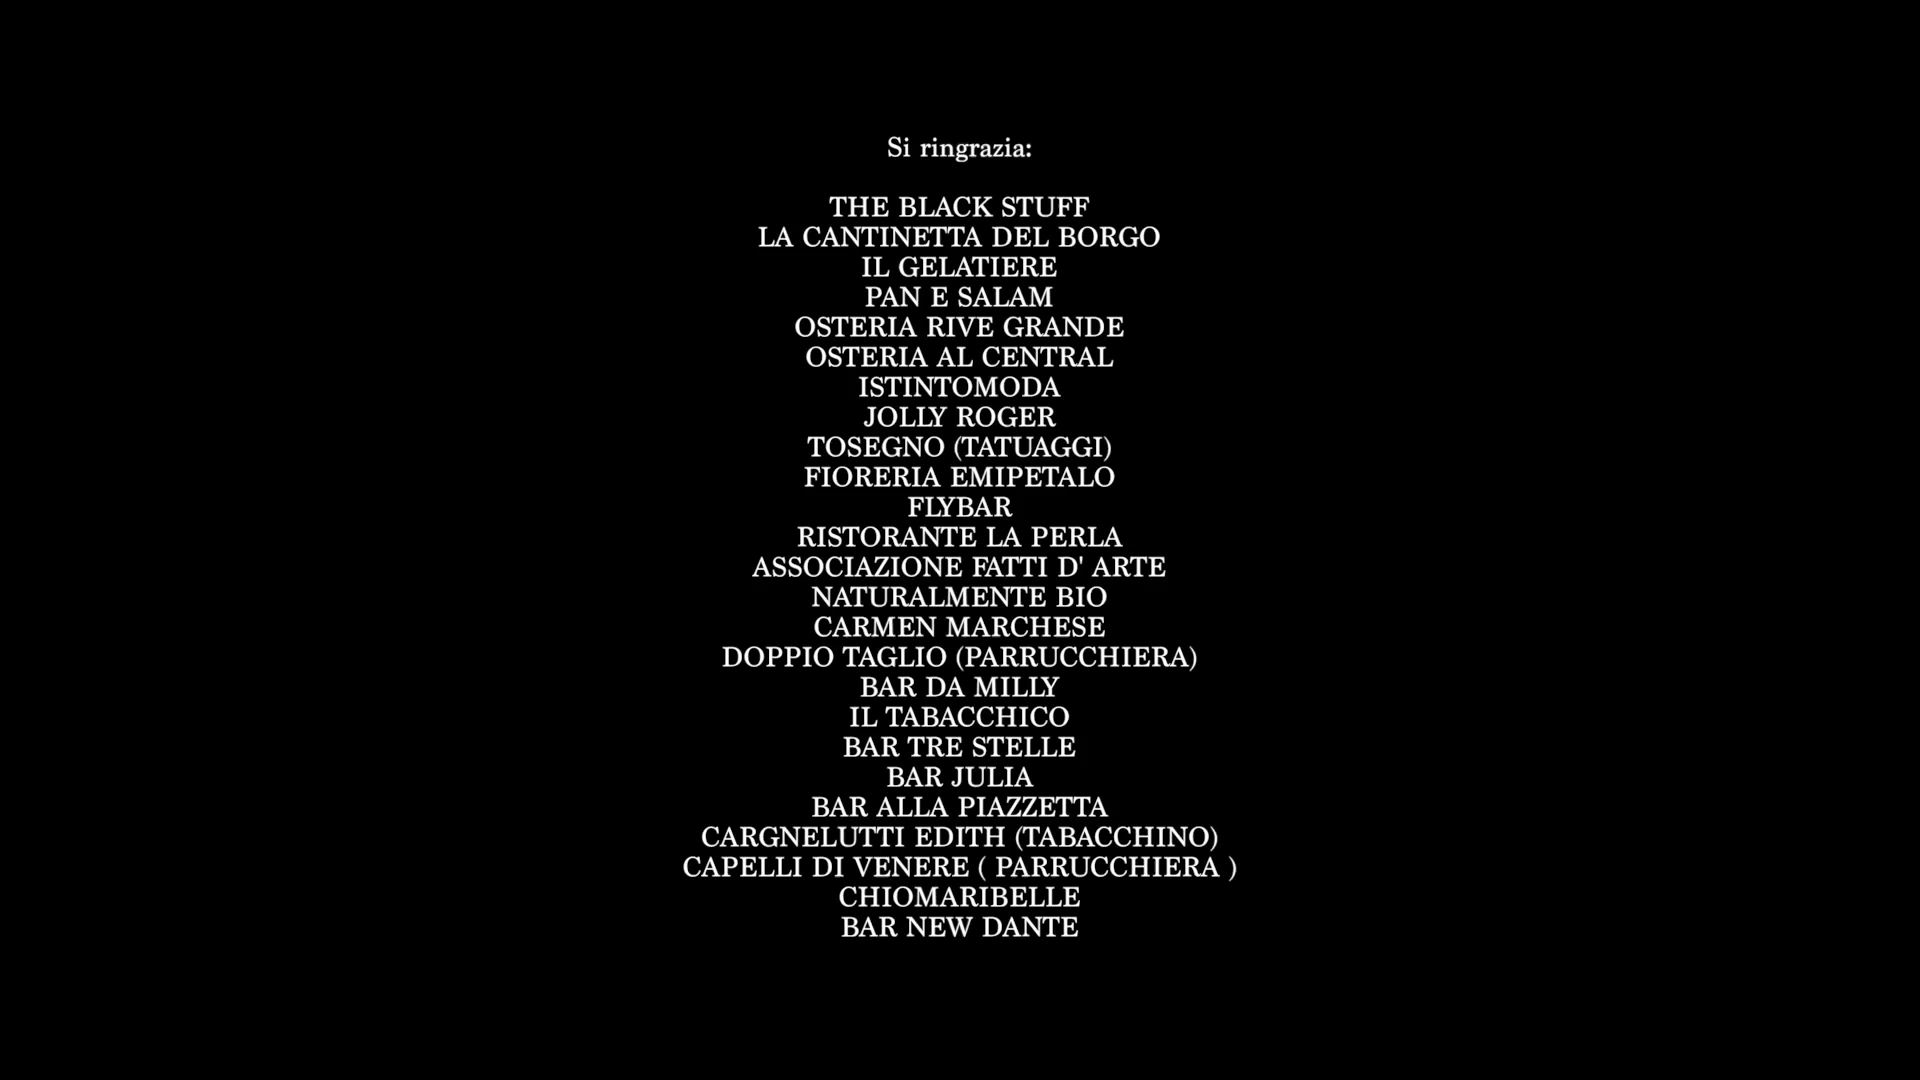 Si ringrazia:
THE BLACK STUFF
LA CANTINETTA DEL BORGO
IL GELATIERE
PAN E SALAM
OSTERIA RIVE GRANDE
OSTERIA AL CENTRAL
ISTINTOMODA
JOLLY ROGER
TOSEGNO (TATUAGGI)
FIORERIA EMIPETALO
FLYBAR
RISTORANTE LA PERLA
ASSOCIAZIONE FATTI D' ARTE
NATURALMENTE BIO
CARMEN MARCHESE
DOPPIO TAGLIO (PARRUCCHIERA)
BAR DA MILLY
IL TABACCHICO
BAR TRE STELLE
BAR JULIA
BAR ALLA PIAZZETTA
CARGNELUTTI EDITH (TABACCHINO)
CAPELLI DI VENERE ( PARRUCCHIERA )
CHIOMARIBELLE
BAR NEW DANTE